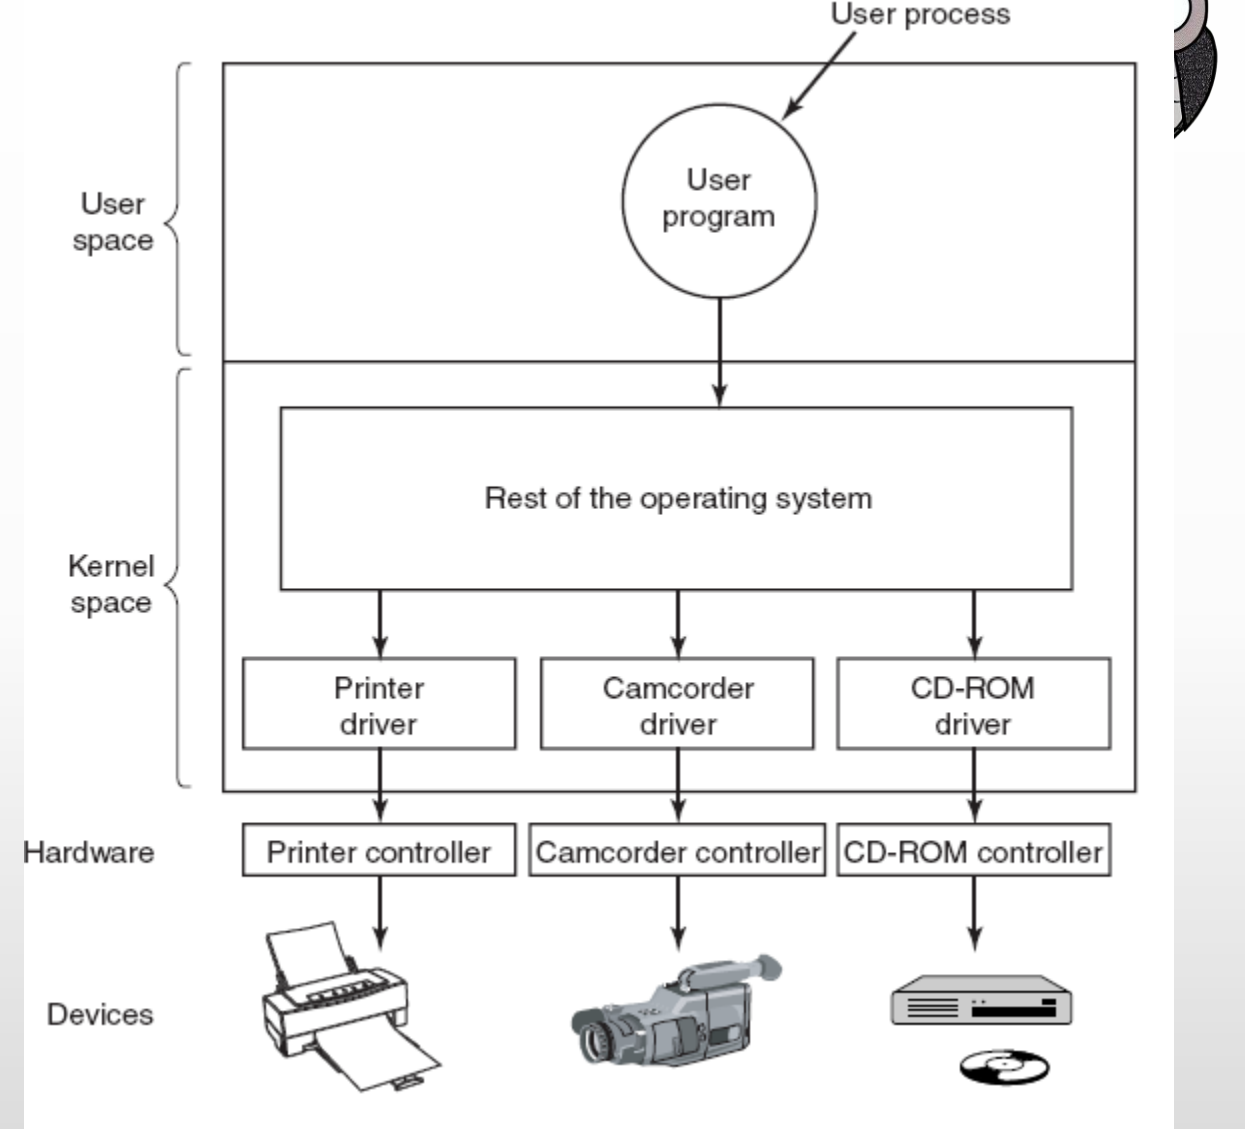 User process
User
program
User
space
Rest of the operating system
Kernel
space
Printer
driver
Camcorder
driver
CD-ROM
driver
Hardware
Printer controller
Camcorder controller
CD-ROM controller
Devices